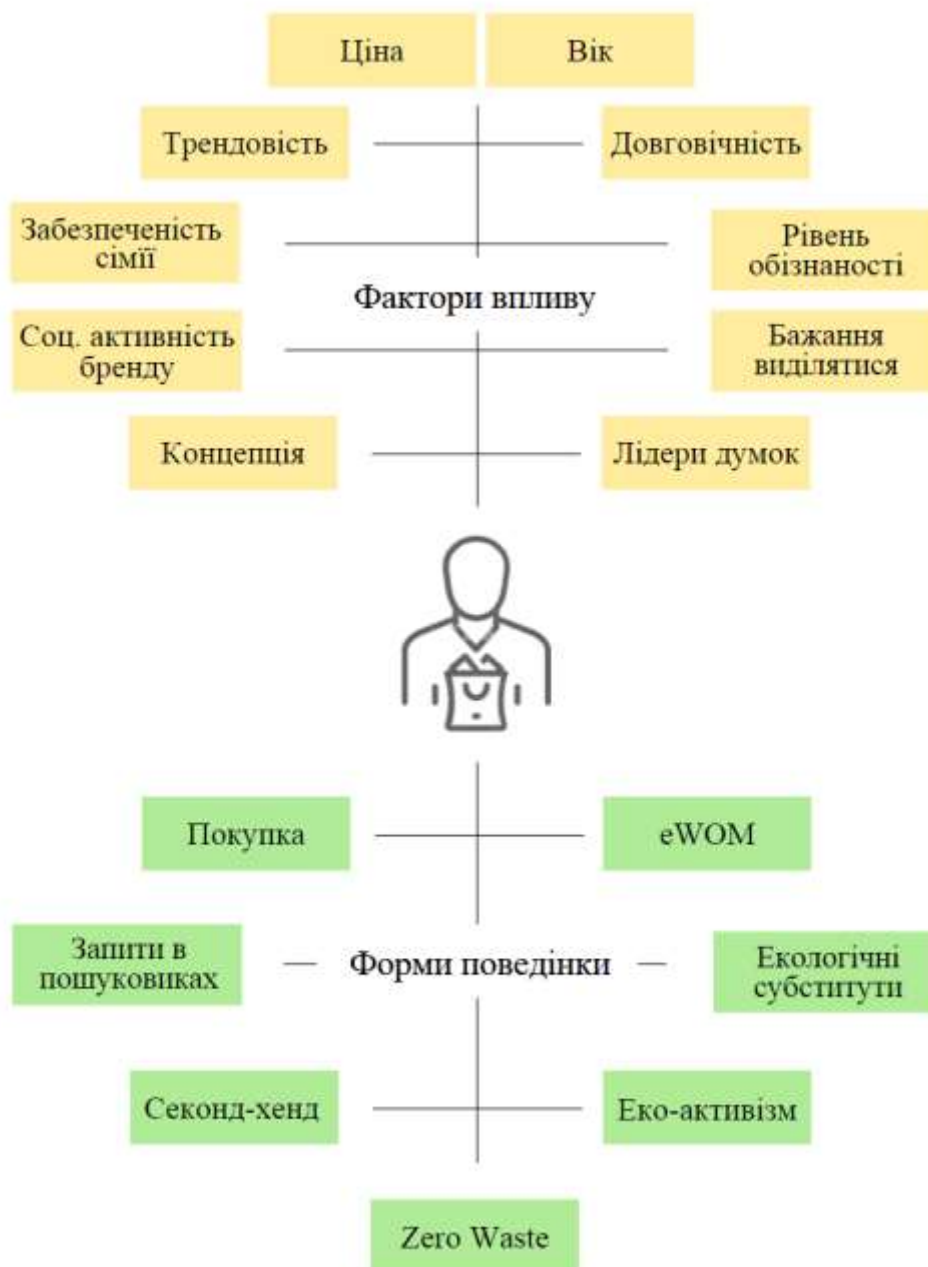 Ціна
Вік
Трендовість
Довговічність
Забезпеченість
сімїі
Рівень
обізнаності
Фактори впливу
Соц. активність
бренду
Бажання
виділятися
Концепція
Лідери думок
Покупка
eWOM
Запити в
пошуковиках
Форми поведінки
Екологічні
субститути
Секонд-хенд
Еко-активізм
Zero Waste